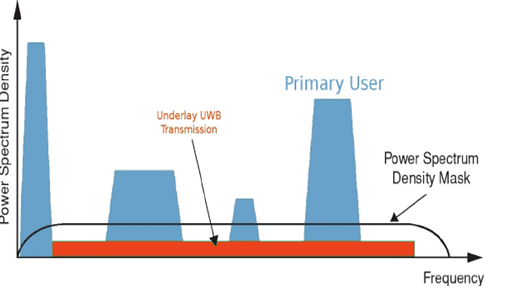 Power Spectrum Density
Primary User
Underlay UWB
Transmission
Power Spectrum
Density Mask
Frequency